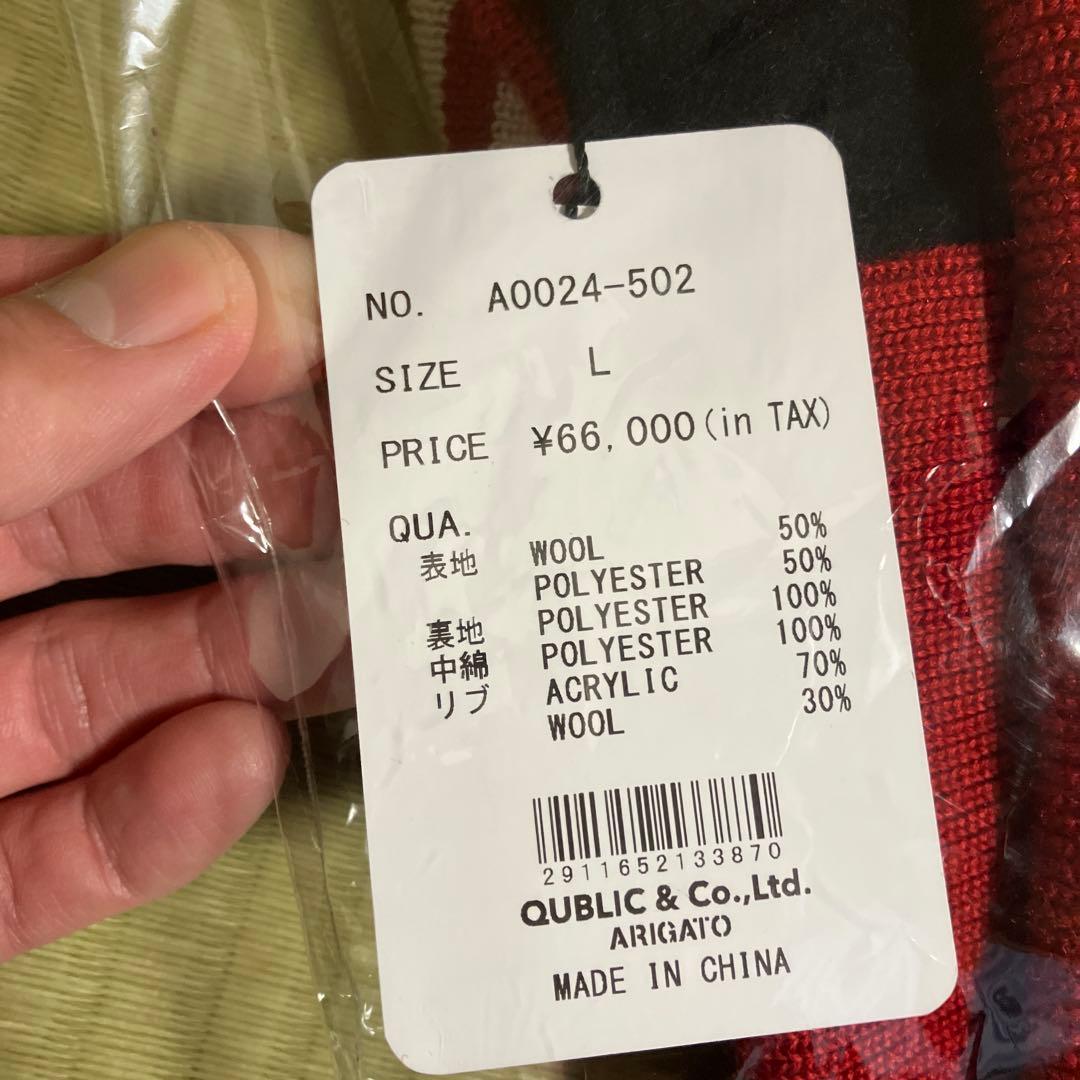 NO. A0024-502
SIZE L
PRICE ¥66,000(in TAX)
QUA.
表地 WOOL 50%
POLYESTER 50%
裏地 POLYESTER 100%
中綿 POLYESTER 100%
リブ ACRYLIC 70%
WOOL 30%
2911652133870
QUBLIC & Co.,Ltd.
ARIGATO
MADE IN CHINA